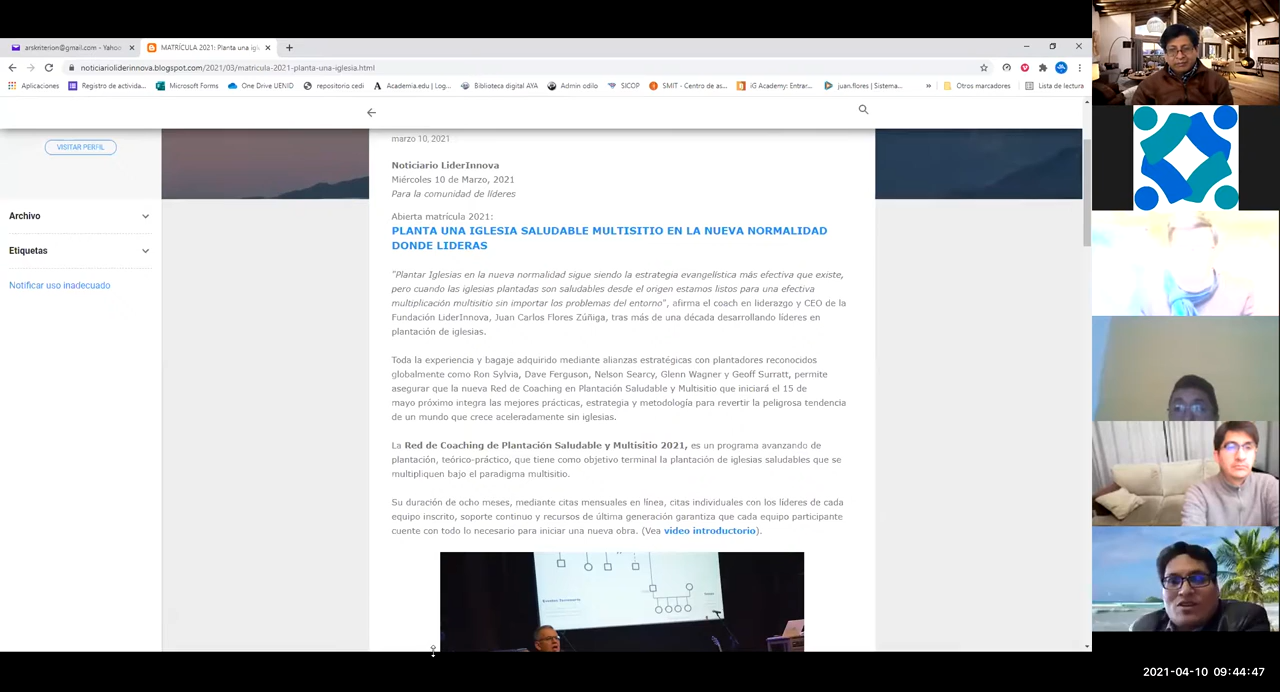 arskriterion@gmail.com - Yahoo
MATRÍCULA 2021: Planta una igl
noticiarioliderinnova.blogspot.com/2021/03/matricula-2021-planta-una-iglesia.html
Aplicaciones
Registro de activida...
Microsoft Forms
One Drive UENID
repositorio cedi
Academia.edu | Log...
Biblioteca digital AYA
Admin odilo
SICOP
SMIT - Centro de as...
iG Academy: Entrar...
juan.flores | Sistema...
»
Otros marcadores
Lista de lectura
VISITAR PERFIL
Archivo
Etiquetas
Notificar uso inadecuado
marzo 10, 2021
Noticiario LiderInnova
Miércoles 10 de Marzo, 2021
Para la comunidad de líderes
Abierta matrícula 2021:
PLANTA UNA IGLESIA SALUDABLE MULTISITIO EN LA NUEVA NORMALIDAD
DONDE LIDERAS
"Plantar Iglesias en la nueva normalidad sigue siendo la estrategia evangelística más efectiva que existe,
pero cuando las iglesias plantadas son saludables desde el origen estamos listos para una efectiva
multiplicación multisitio sin importar los problemas del entorno", afirma el coach en liderazgo y CEO de la
Fundación LiderInnova, Juan Carlos Flores Zúñiga, tras más de una década desarrollando líderes en
plantación de iglesias.
Toda la experiencia y bagaje adquirido mediante alianzas estratégicas con plantadores reconocidos
globalmente como Ron Sylvia, Dave Ferguson, Nelson Searcy, Glenn Wagner y Geoff Surratt, permite
asegurar que la nueva Red de Coaching en Plantación Saludable y Multisitio que iniciará el 15 de
mayo próximo integra las mejores prácticas, estrategia y metodología para revertir la peligrosa tendencia
de un mundo que crece aceleradamente sin iglesias.
La Red de Coaching de Plantación Saludable y Multisitio 2021, es un programa avanzando de
plantación, teórico-práctico, que tiene como objetivo terminal la plantación de iglesias saludables que se
multipliquen bajo el paradigma multisitio.
Su duración de ocho meses, mediante citas mensuales en línea, citas individuales con los líderes de cada
equipo inscrito, soporte continuo y recursos de última generación garantiza que cada equipo participante
cuente con todo lo necesario para iniciar una nueva obra. (Vea video introductorio).
2021-04-10 09:44:47